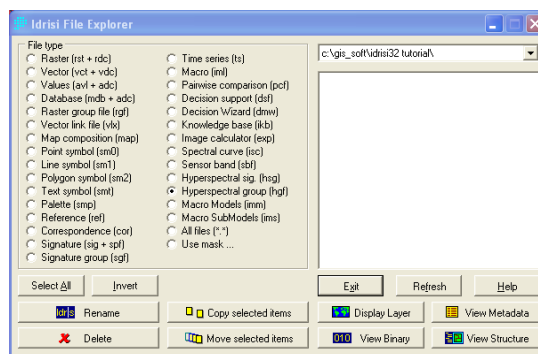 Idrisi File Explorer
File type
Raster (rst + rdc)
Vector (vct + vdc)
Values (avl + adc)
Database (mdb + adc)
Raster group file (rgf)
Vector link file (vlx)
Map composition (map)
Point symbol (sm0)
Line symbol (sm1)
Polygon symbol (sm2)
Text symbol (smt)
Palette (smp)
Reference (ref)
Correspondence (cor)
Signature (sig + spf)
Signature group (sgf)
Time series (ts)
Macro (iml)
Pairwise comparison (pcf)
Decision support (dsf)
Decision Wizard (dmw)
Knowledge base (ikb)
Image calculator (exp)
Spectral curve (isc)
Sensor band (sbf)
Hyperspectral sig. (hsg)
Hyperspectral group (hgf)
Macro Models (imm)
Macro SubModels (ims)
All files (*.*)
Use mask ...
c:\gis_soft\idrisi32 tutorial\
Select All
Invert
Exit
Refresh
Help
Idrisi Rename
Copy selected items
Display Layer
View Metadata
Delete
Move selected items
010 View Binary
View Structure